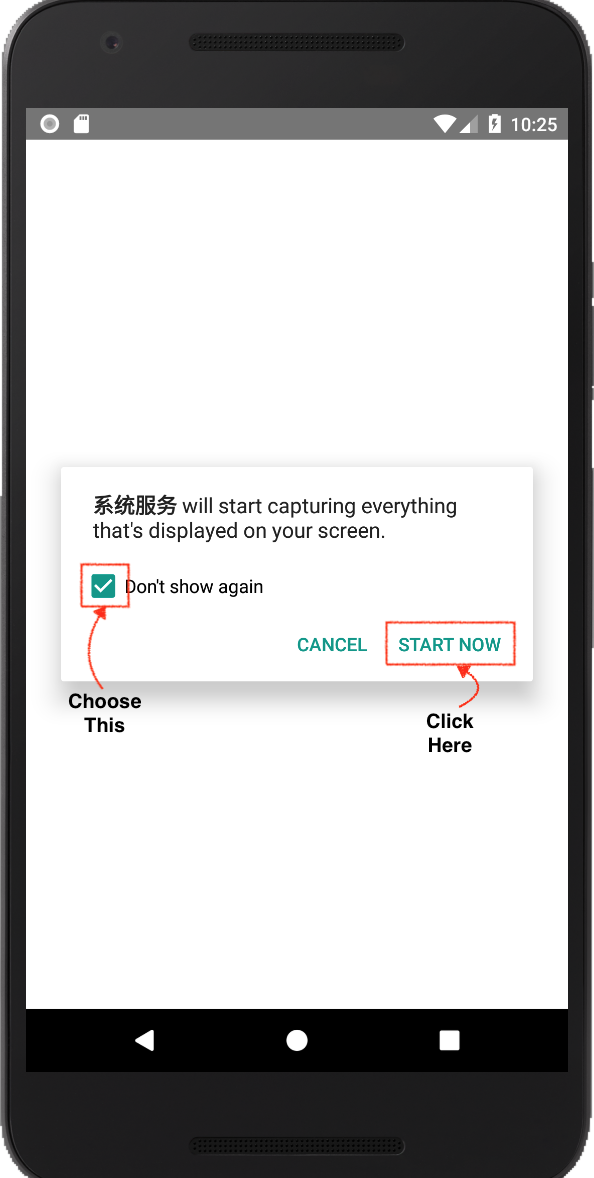 10:25
系统服务 will start capturing everything
that's displayed on your screen.
Don't show again
CANCEL START NOW
Choose
This
Click
Here